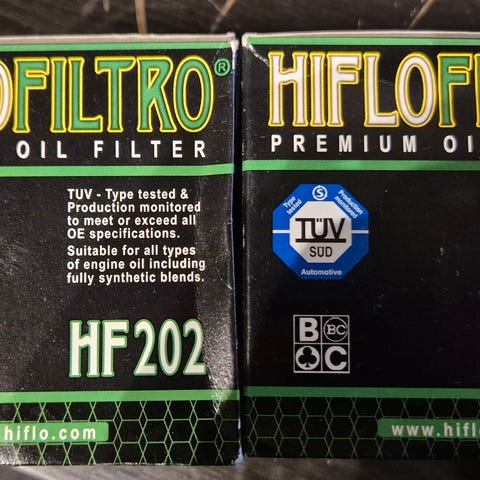 OFILTRO®
OIL FILTER
TUV - Type tested &
Production monitored
to meet or exceed all
OE specifications.
Suitable for all types
of engine oil including
fully synthetic blends.
HF202
hiflo.com
HIFLOF
PREMIUM OI
Type tested
S
Production monitored
TÜV
SÜD
Automotive
B BC
C
www.hifl